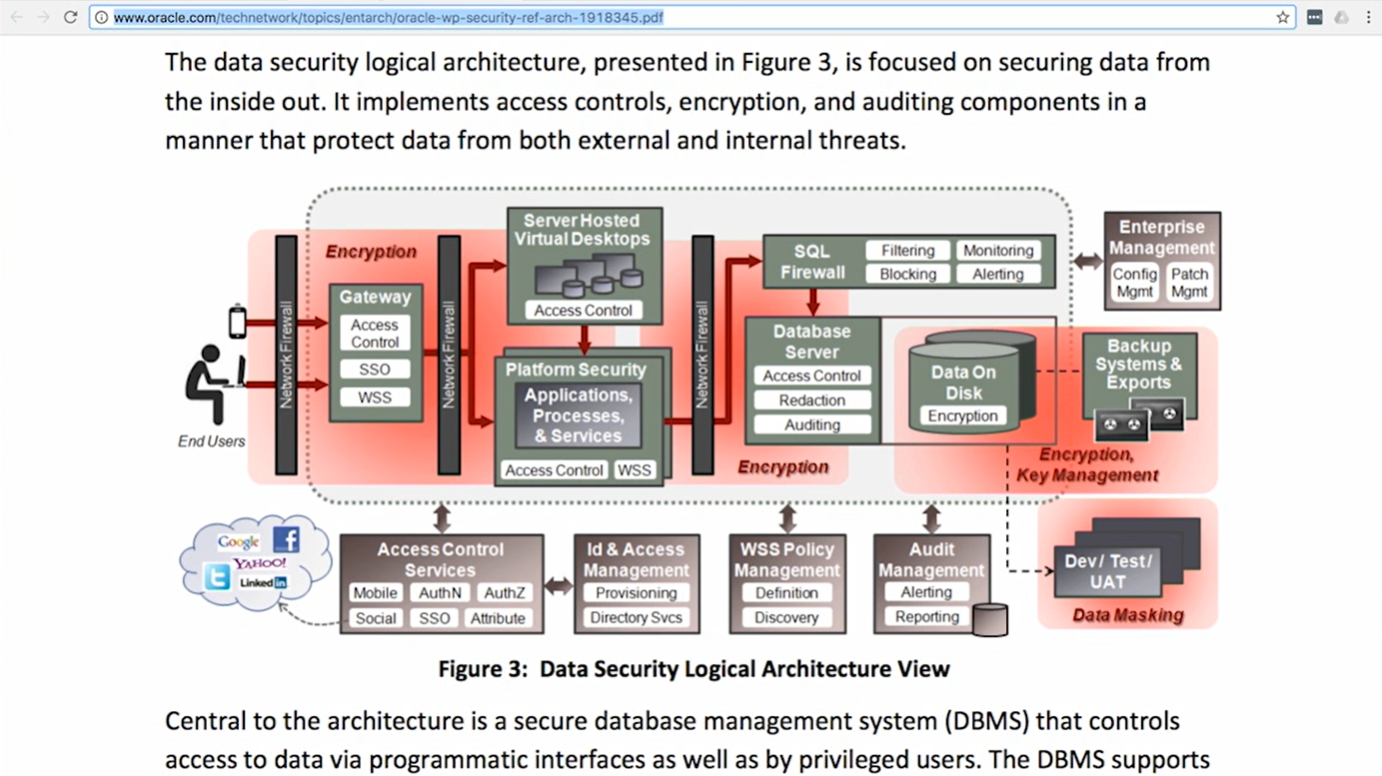 www.oracle.com/technetwork/topics/entarch/oracle-wp-security-ref-arch-1918345.pdf
The data security logical architecture, presented in Figure 3, is focused on securing data from
the inside out. It implements access controls, encryption, and auditing components in a
manner that protect data from both external and internal threats.
End Users
Network Firewall
Encryption
Gateway
Access
Control
SSO
WSS
Network Firewall
Server Hosted
Virtual Desktops
Access Control
Platform Security
Applications,
Processes,
& Services
Access Control
WSS
Network Firewall
Encryption
SQL
Firewall
Filtering
Monitoring
Blocking
Alerting
Database
Server
Access Control
Redaction
Auditing
Data On
Disk
Encryption
Enterprise
Management
Config
Mgmt
Patch
Mgmt
Backup
Systems &
Exports
Encryption,
Key Management
Google
f
YAHOO!
t
Linked in
Access Control
Services
Mobile
AuthN
AuthZ
Social
SSO
Attribute
Id & Access
Management
Provisioning
Directory Svcs
WSS Policy
Management
Definition
Discovery
Audit
Management
Alerting
Reporting
Dev/ Test/
UAT
Data Masking
Figure 3: Data Security Logical Architecture View
Central to the architecture is a secure database management system (DBMS) that controls
access to data via programmatic interfaces as well as by privileged users. The DBMS supports